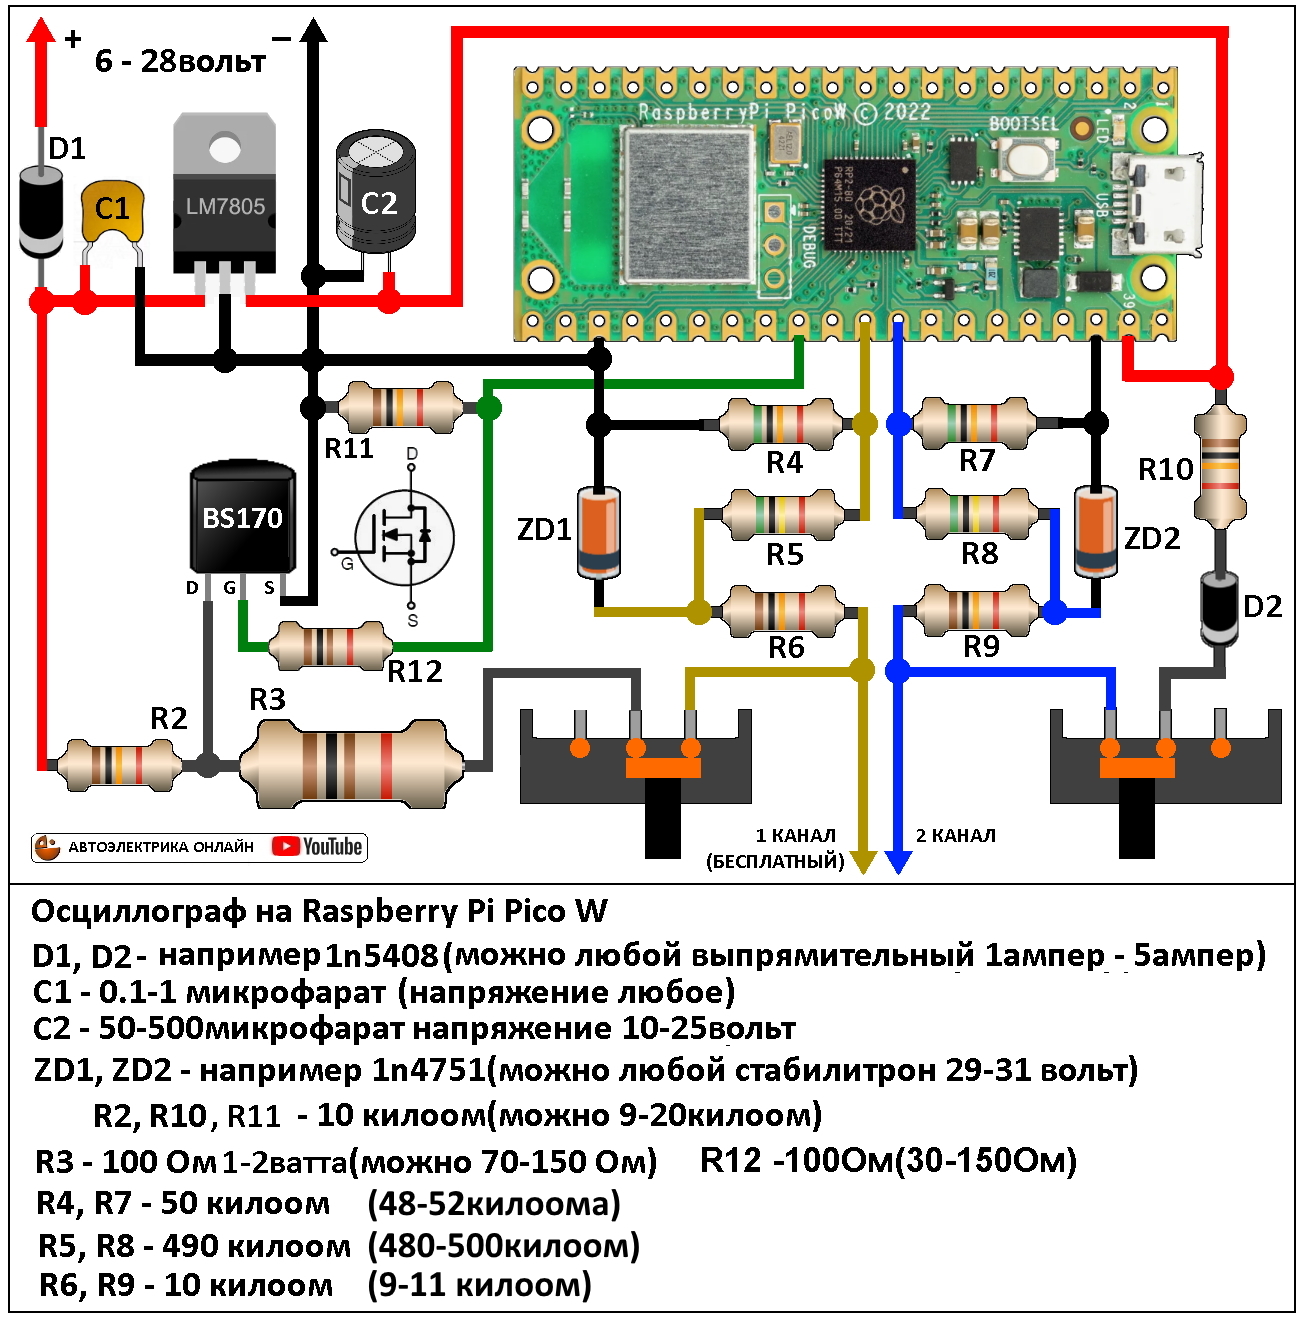 + 6 - 28вольт –
D1
C1
LM7805
C2
RaspberryPi PicoW © 2022
BOOTSEL
LED
2
1
USB
DEBUG
39
R11
R4
R7
R10
BS170
D
G
S
D G S
ZD1
R5
R8
ZD2
R6
R9
D2
R12
R3
R2
1 КАНАЛ
(БЕСПЛАТНЫЙ)
2 КАНАЛ
АВТОЭЛЕКТРИКА ОНЛАЙН YouTube
Осциллограф на Raspberry Pi Pico W
D1, D2 - например 1n5408(можно любой выпрямительный 1ампер - 5ампер)
C1 - 0.1-1 микрофарат (напряжение любое)
C2 - 50-500микрофарат напряжение 10-25вольт
ZD1, ZD2 - например 1n4751(можно любой стабилитрон 29-31 вольт)
R2, R10, R11 - 10 килоом(можно 9-20килоом)
R3 - 100 Ом 1-2ватта(можно 70-150 Ом) R12 -100Ом(30-150Ом)
R4, R7 - 50 килоом (48-52килоома)
R5, R8 - 490 килоом (480-500килоом)
R6, R9 - 10 килоом (9-11 килоом)